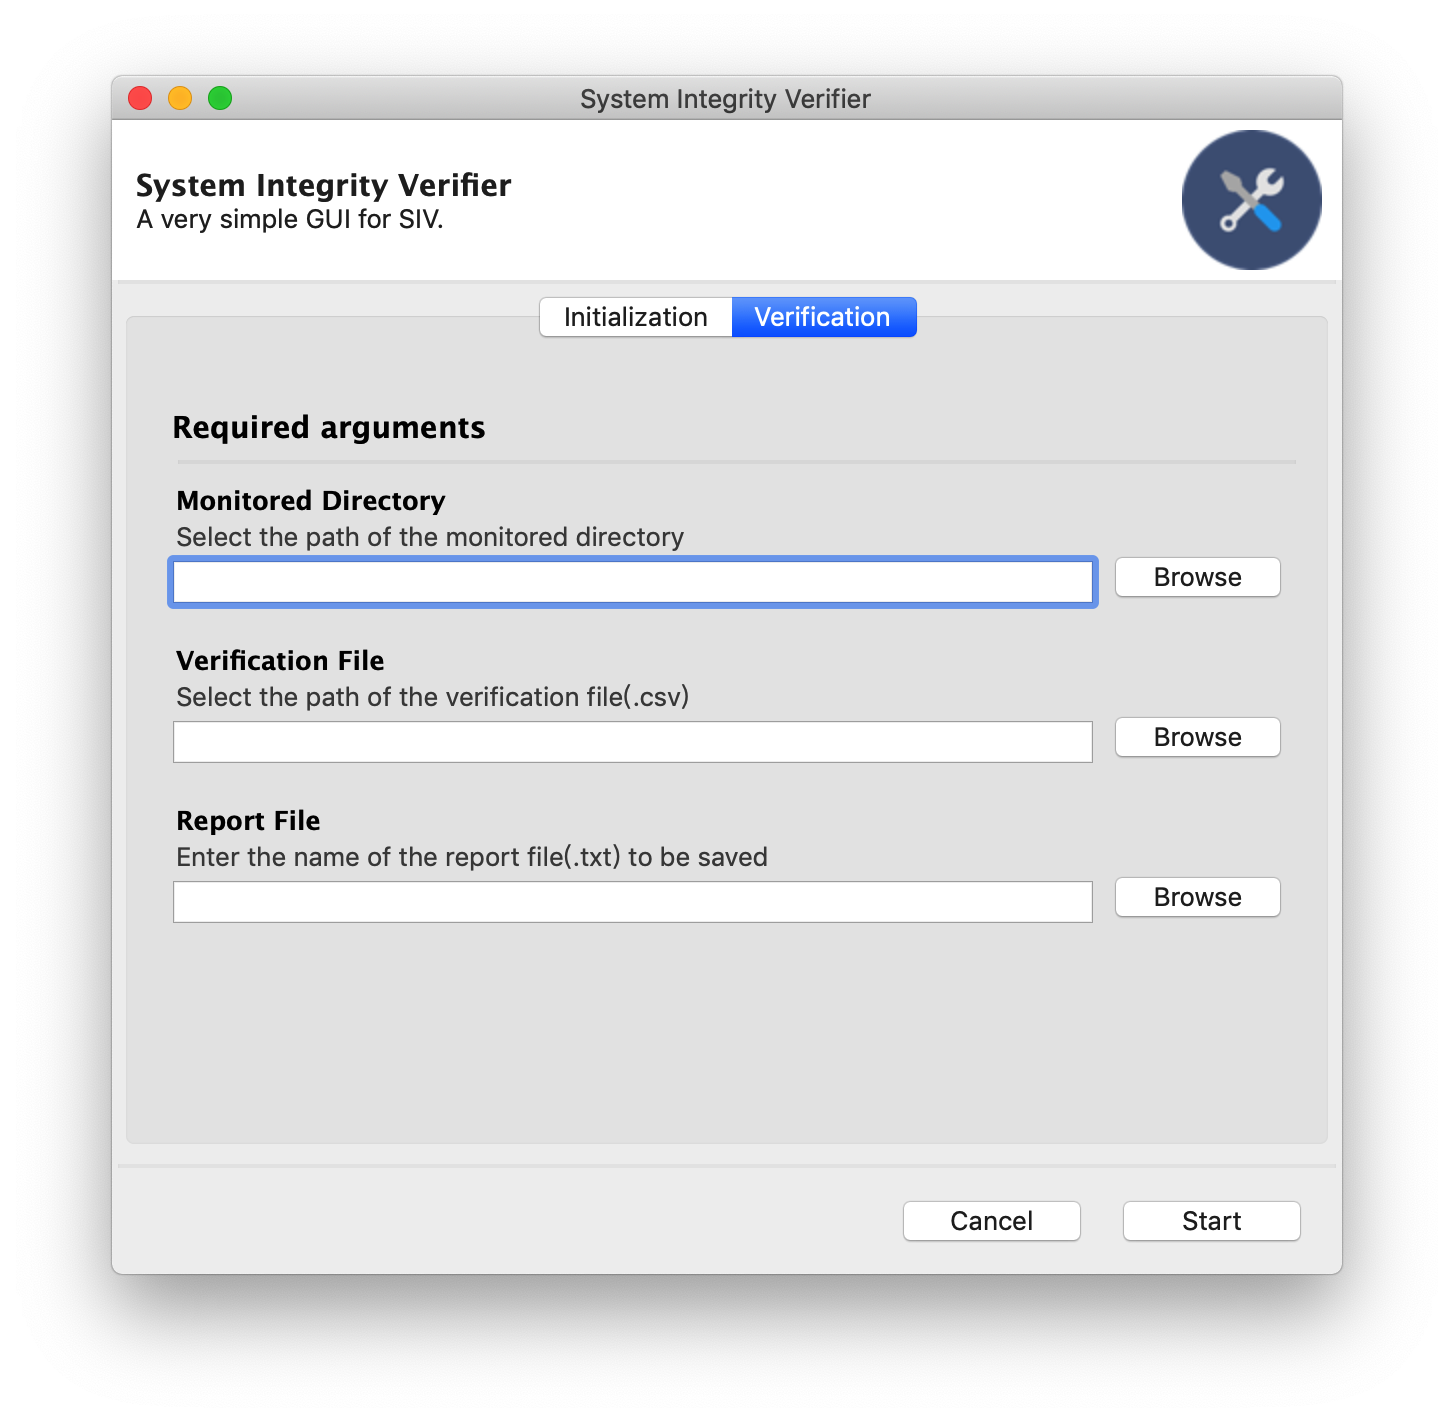 System Integrity Verifier
System Integrity Verifier
A very simple GUI for SIV.
Initialization Verification
Required arguments
Monitored Directory
Select the path of the monitored directory
Browse
Verification File
Select the path of the verification file(.csv)
Browse
Report File
Enter the name of the report file(.txt) to be saved
Browse
Cancel Start